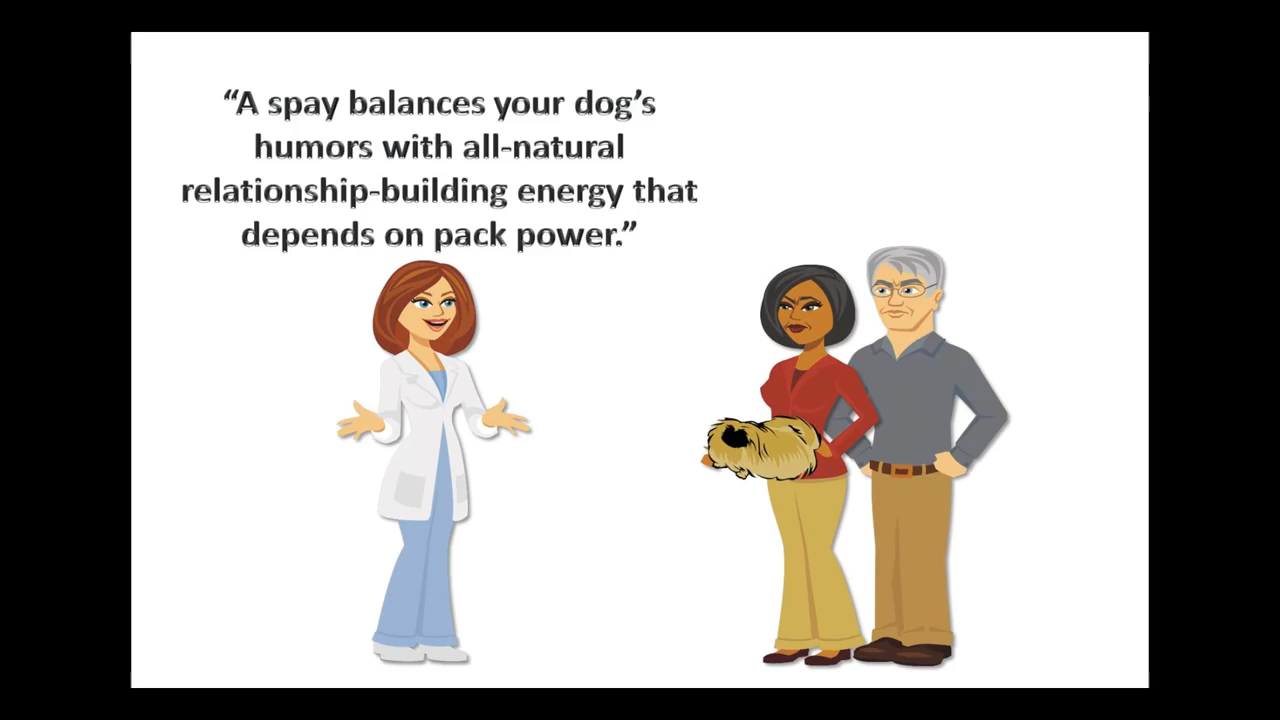 “A spay balances your dog’s
humors with all-natural
relationship-building energy that
depends on pack power.”